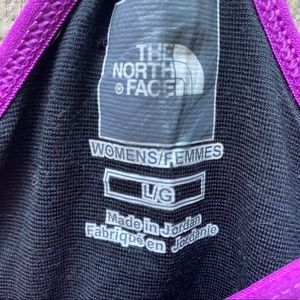 THE
NORTH
FACE
®
WOMENS/FEMMES
L/G
Made in Jordan
Fabriqué en Jordanie